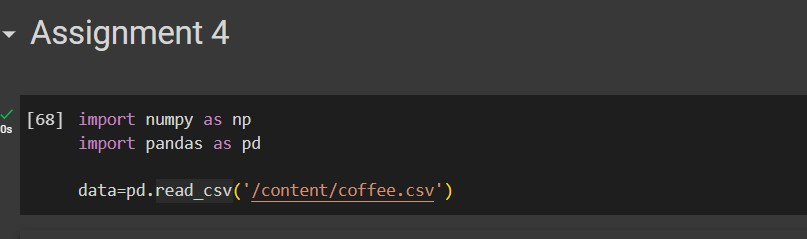 Assignment 4
[68] import numpy as np
0s
import pandas as pd
data=pd.read_csv('/content/coffee.csv')